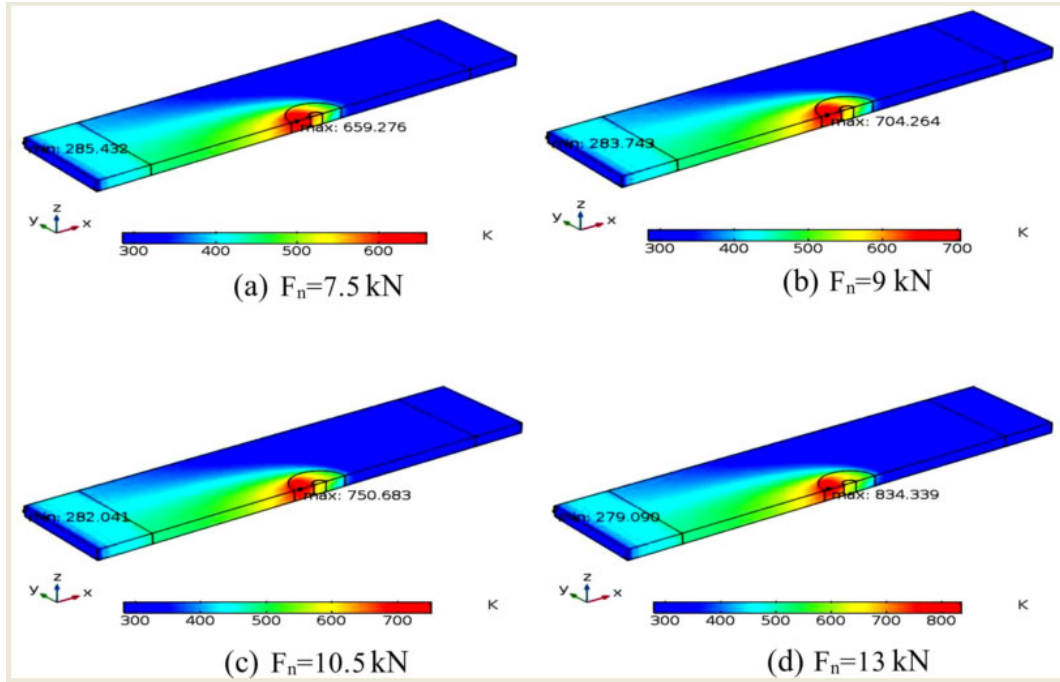 max: 659.276
min: 285.432
y z x
300 400 500 600 K
(a) Fn=7.5 kN
max: 704.264
min: 283.743
y z x
300 400 500 600 700 K
(b) Fn=9 kN
max: 750.683
min: 282.041
y z x
300 400 500 600 700 K
(c) Fn=10.5 kN
max: 834.339
min: 279.090
y z x
300 400 500 600 700 800 K
(d) Fn=13 kN